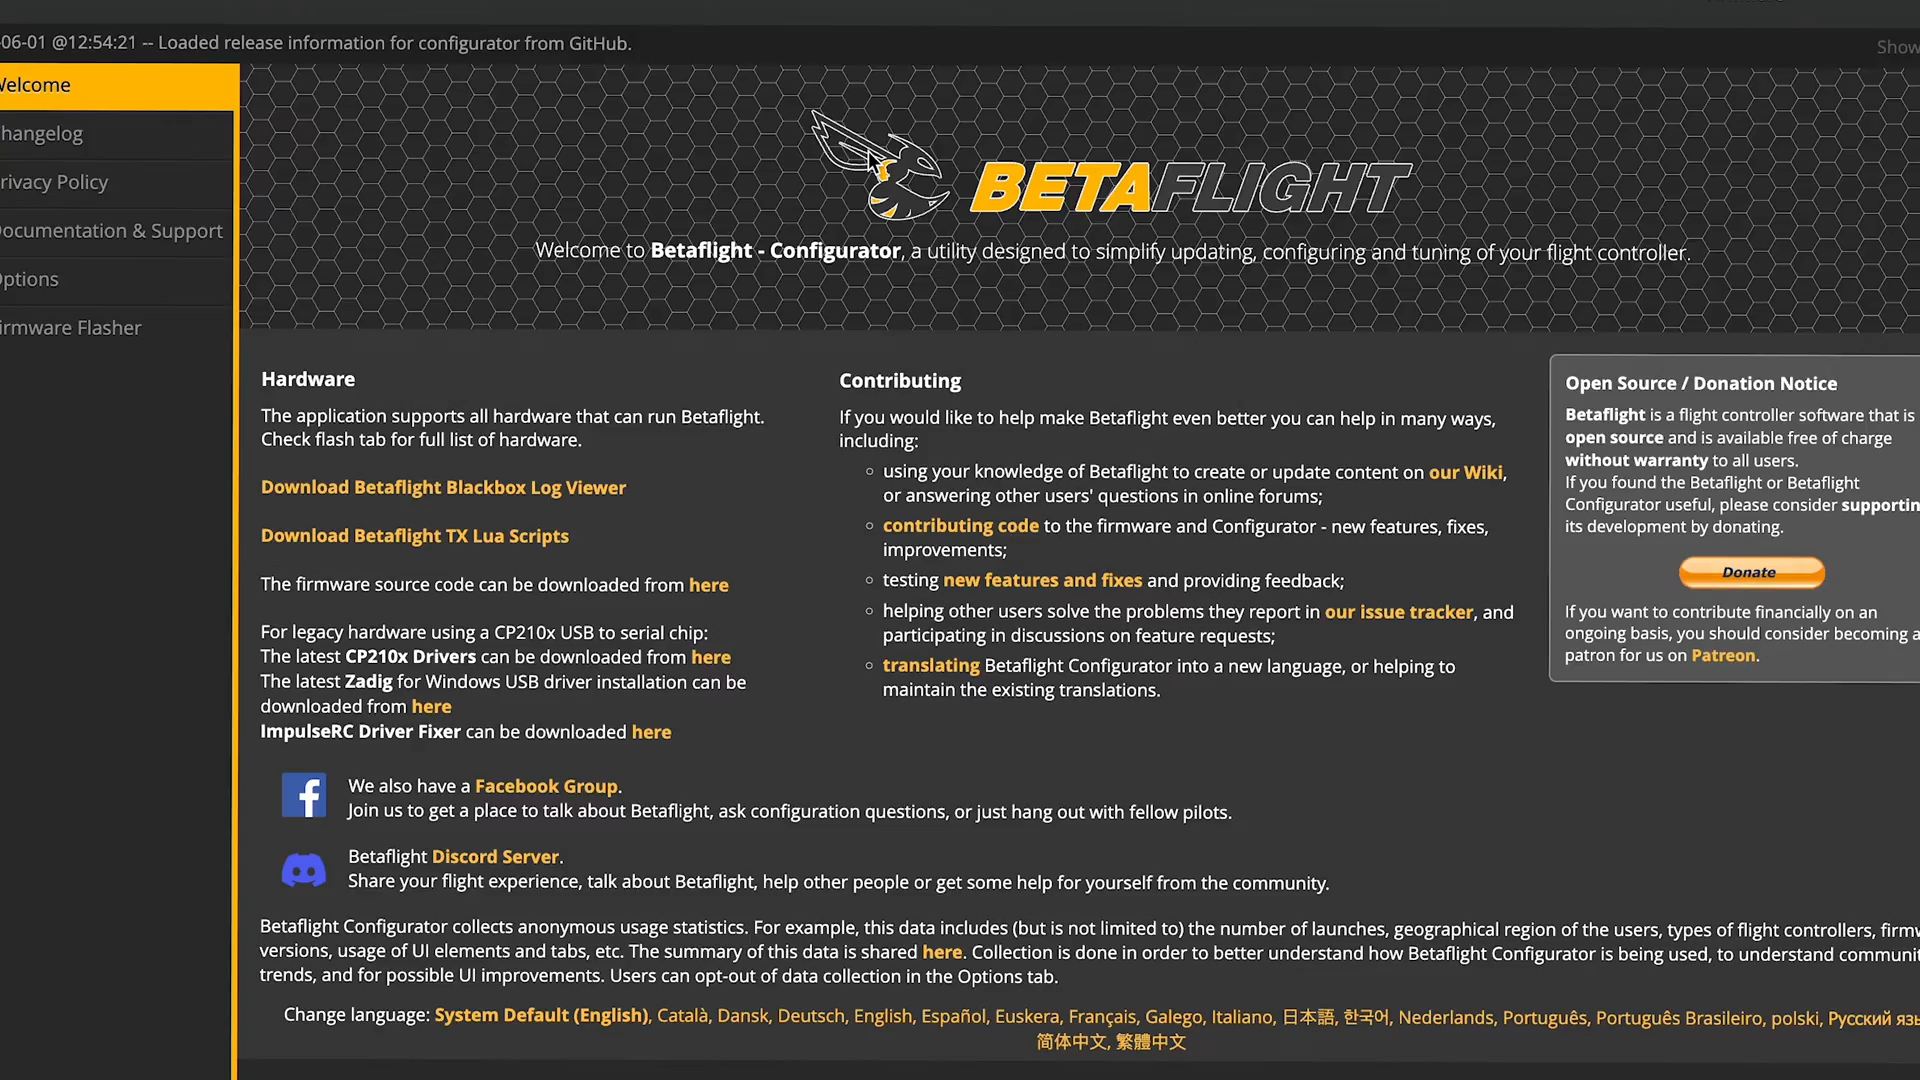 06-01 @12:54:21 -- Loaded release information for configurator from GitHub.
Show
Welcome
hangelog
rivacy Policy
ocumentation & Support
ptions
irmware Flasher
BETAFLIGHT
Welcome to Betaflight - Configurator, a utility designed to simplify updating, configuring and tuning of your flight controller.
Hardware
The application supports all hardware that can run Betaflight.
Check flash tab for full list of hardware.
Download Betaflight Blackbox Log Viewer
Download Betaflight TX Lua Scripts
The firmware source code can be downloaded from here
For legacy hardware using a CP210x USB to serial chip:
The latest CP210x Drivers can be downloaded from here
The latest Zadig for Windows USB driver installation can be
downloaded from here
ImpulseRC Driver Fixer can be downloaded here
Contributing
If you would like to help make Betaflight even better you can help in many ways,
including:
using your knowledge of Betaflight to create or update content on our Wiki,
or answering other users' questions in online forums;
contributing code to the firmware and Configurator - new features, fixes,
improvements;
testing new features and fixes and providing feedback;
helping other users solve the problems they report in our issue tracker, and
participating in discussions on feature requests;
translating Betaflight Configurator into a new language, or helping to
maintain the existing translations.
Open Source / Donation Notice
Betaflight is a flight controller software that is
open source and is available free of charge
without warranty to all users.
If you found the Betaflight or Betaflight
Configurator useful, please consider supportin
its development by donating.
Donate
If you want to contribute financially on an
ongoing basis, you should consider becoming a
patron for us on Patreon.
We also have a Facebook Group.
Join us to get a place to talk about Betaflight, ask configuration questions, or just hang out with fellow pilots.
Betaflight Discord Server.
Share your flight experience, talk about Betaflight, help other people or get some help for yourself from the community.
Betaflight Configurator collects anonymous usage statistics. For example, this data includes (but is not limited to) the number of launches, geographical region of the users, types of flight controllers, firmw
versions, usage of UI elements and tabs, etc. The summary of this data is shared here. Collection is done in order to better understand how Betaflight Configurator is being used, to understand communit
trends, and for possible UI improvements. Users can opt-out of data collection in the Options tab.
Change language: System Default (English), Català, Dansk, Deutsch, English, Español, Euskera, Français, Galego, Italiano, 日本語, 한국어, Nederlands, Português, Português Brasileiro, polski, Русский язы
简体中文, 繁體中文